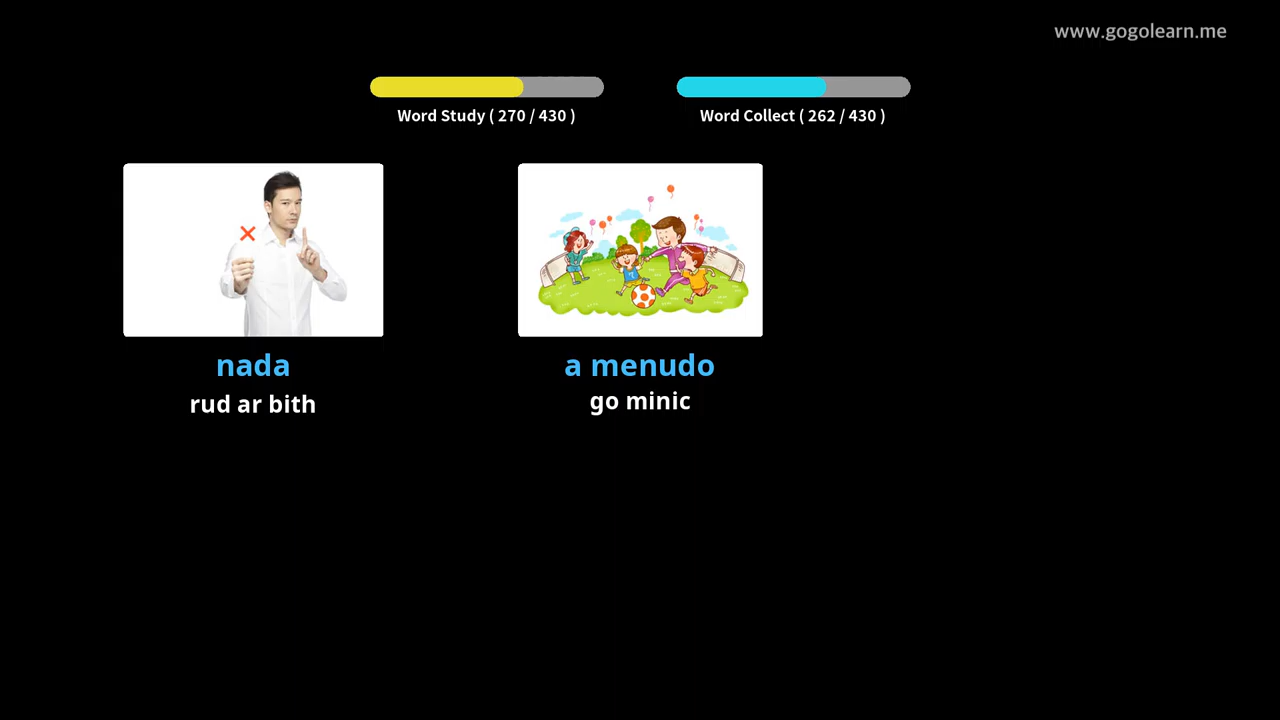 www.gogolearn.me
Word Study ( 270 / 430 )
Word Collect ( 262 / 430 )
nada
rud ar bith
a menudo
go minic